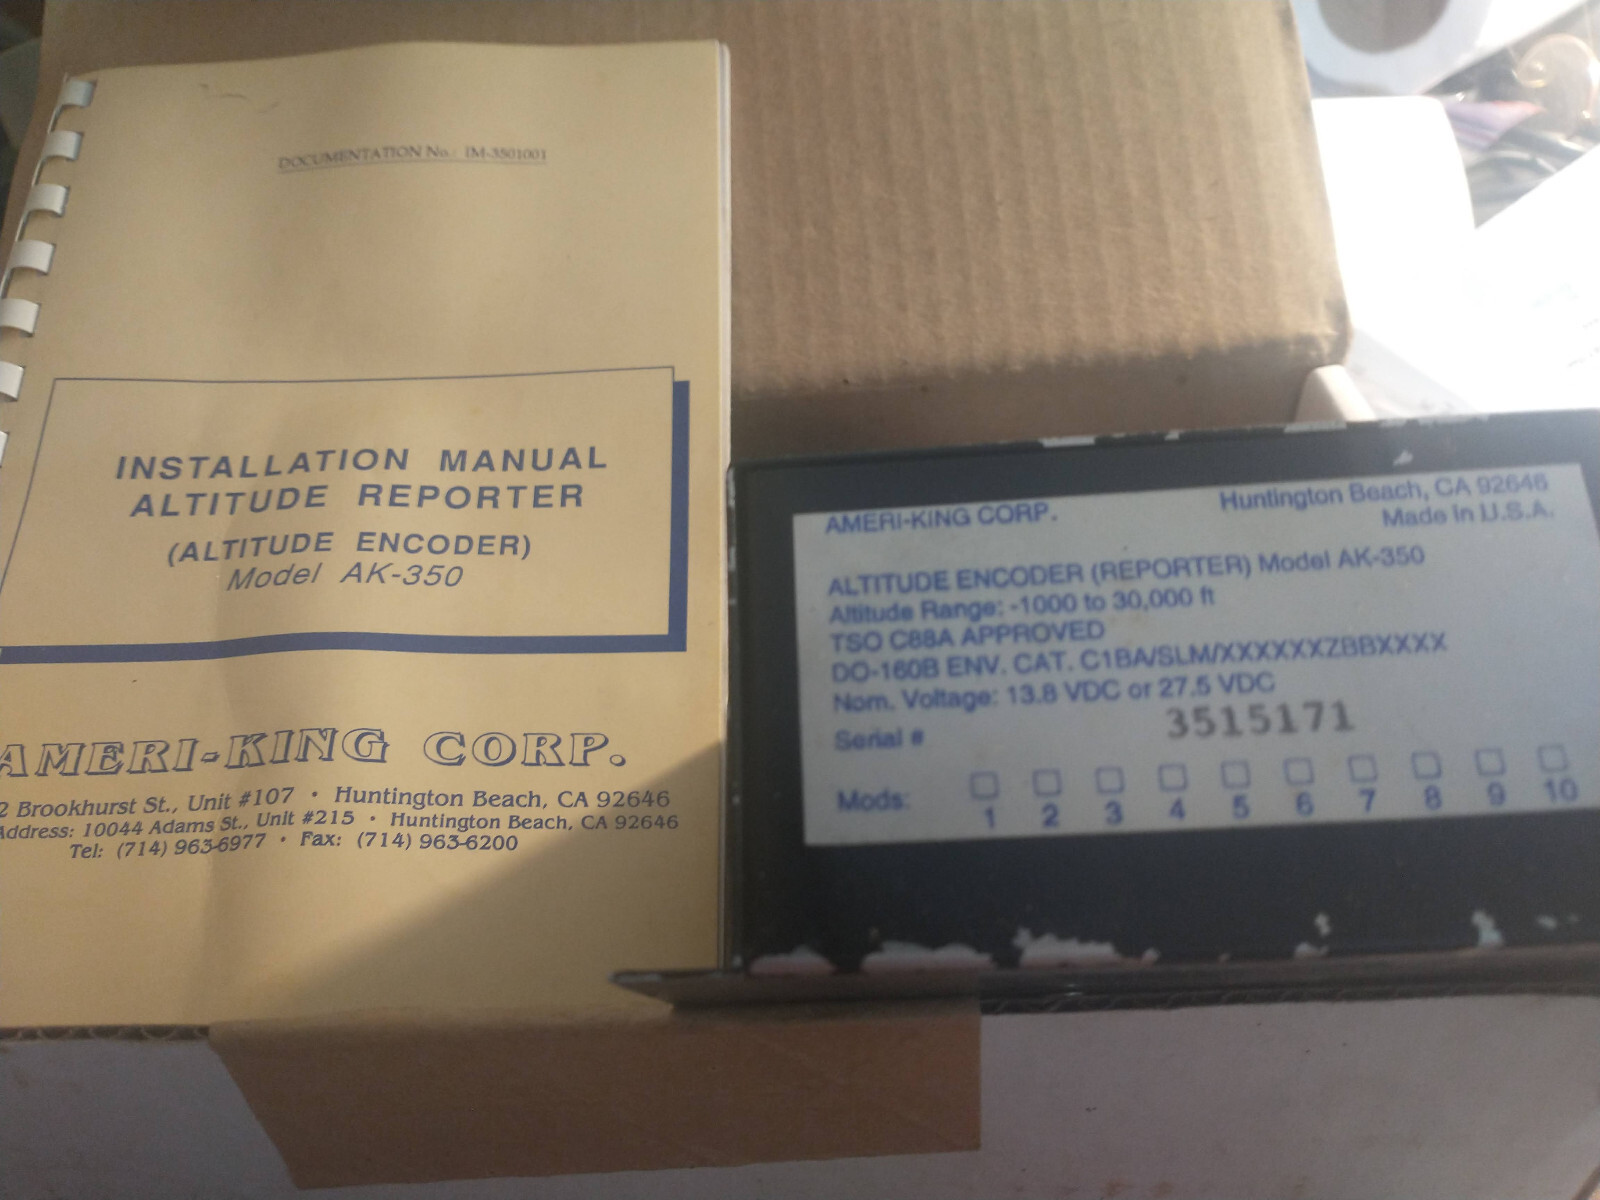 DOCUMENTATION No.: IM-3501001
INSTALLATION MANUAL
ALTITUDE REPORTER
(ALTITUDE ENCODER)
Model AK-350
AMERI-KING CORP.
2 Brookhurst St., Unit #107 • Huntington Beach, CA 92646
Address: 10044 Adams St., Unit #215 • Huntington Beach, CA 92646
Tel: (714) 963-6977 • Fax: (714) 963-6200
AMERI-KING CORP. Huntington Beach, CA 92646
Made in U.S.A.
ALTITUDE ENCODER (REPORTER) Model AK-350
Altitude Range: -1000 to 30,000 ft
TSO C88A APPROVED
DO-160B ENV. CAT. C1BA/SLM/XXXXXXZBBXXXX
Nom. Voltage: 13.8 VDC or 27.5 VDC
Serial # 3515171
Mods: 1 2 3 4 5 6 7 8 9 10